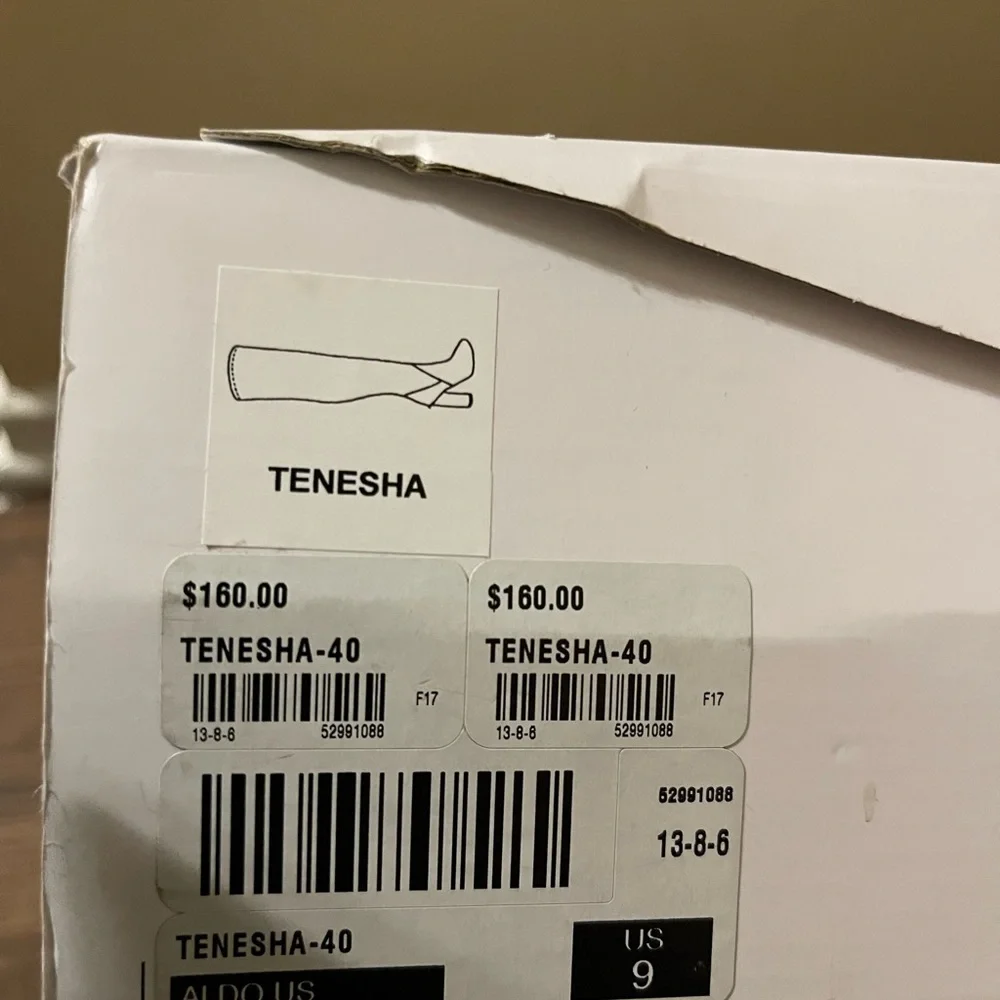 TENESHA
$160.00
TENESHA-40
F17
13-8-6 52991088
$160.00
TENESHA-40
F17
13-8-6 52991088
52991088
13-8-6
TENESHA-40
US
9
ALDO US